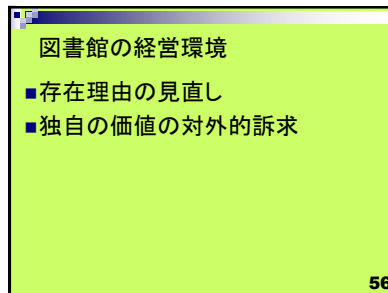 図書館の経営環境
■存在理由の見直し
■独自の価値の対外的訴求
56